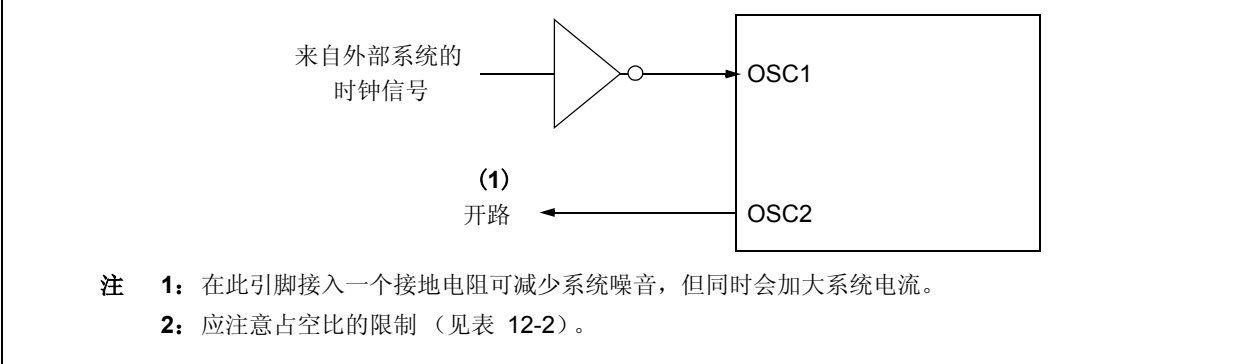 来自外部系统的
时钟信号
OSC1
(1)
开路
OSC2
注 1：在此引脚接入一个接地电阻可减少系统噪音，但同时会加大系统电流。
2：应注意占空比的限制 （见表 12-2）。